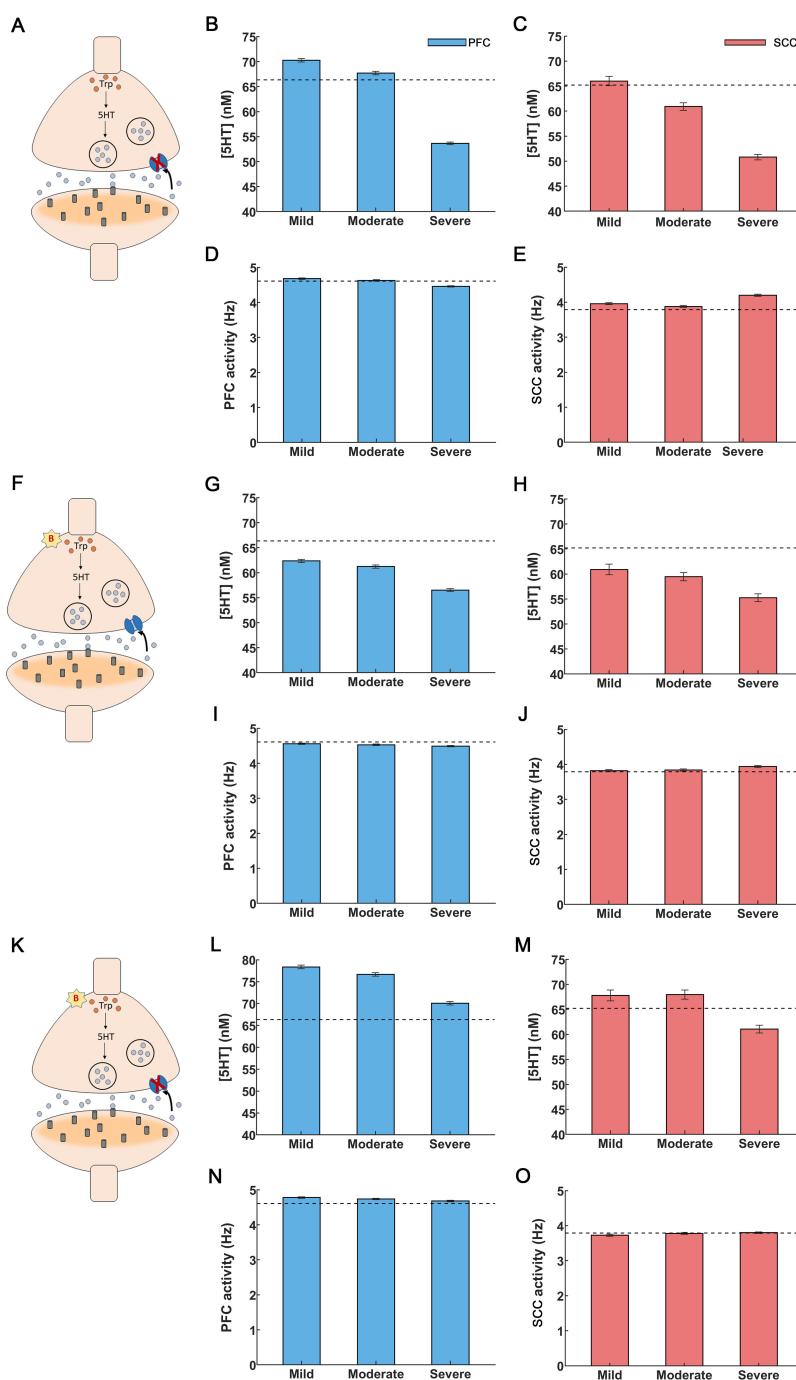 A
Trp
5HT
B
PFC
[5HT] (nM)
75
70
65
60
55
50
45
40
Mild Moderate Severe
C
SCC
[5HT] (nM)
75
70
65
60
55
50
45
40
Mild Moderate Severe
D
PFC activity (Hz)
5
4
3
2
1
0
Mild Moderate Severe
E
SCC activity (Hz)
5
4
3
2
1
0
Mild Moderate Severe
F
B
Trp
5HT
G
[5HT] (nM)
75
70
65
60
55
50
45
40
Mild Moderate Severe
H
[5HT] (nM)
75
70
65
60
55
50
45
40
Mild Moderate Severe
I
PFC activity (Hz)
5
4
3
2
1
0
Mild Moderate Severe
J
SCC activity (Hz)
5
4
3
2
1
0
Mild Moderate Severe
K
B
Trp
5HT
L
[5HT] (nM)
80
75
70
65
60
55
50
45
40
Mild Moderate Severe
M
[5HT] (nM)
75
70
65
60
55
50
45
40
Mild Moderate Severe
N
PFC activity (Hz)
5
4
3
2
1
0
Mild Moderate Severe
O
SCC activity (Hz)
5
4
3
2
1
0
Mild Moderate Severe